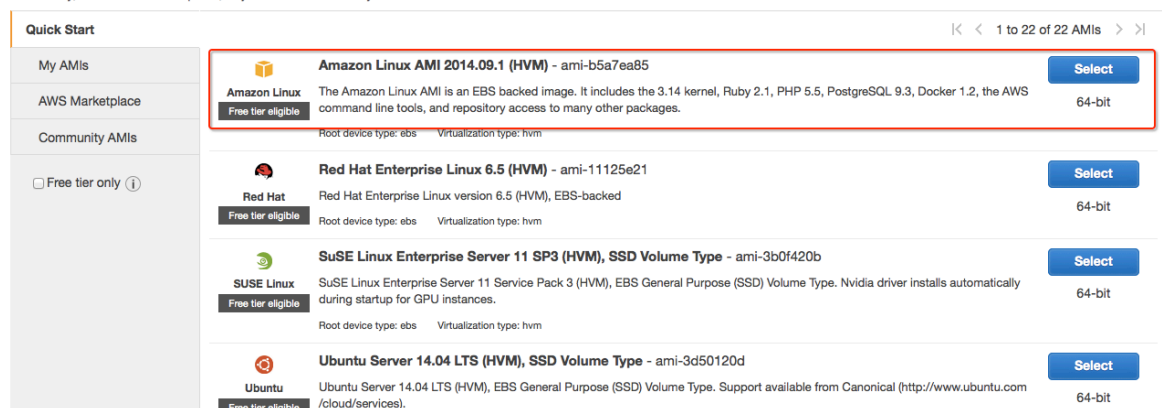 Quick Start
1 to 22 of 22 AMIs
My AMIs
AWS Marketplace
Community AMIs
Free tier only
Amazon Linux
Free tier eligible
Amazon Linux AMI 2014.09.1 (HVM) - ami-b5a7ea85
The Amazon Linux AMI is an EBS backed image. It includes the 3.14 kernel, Ruby 2.1, PHP 5.5, PostgreSQL 9.3, Docker 1.2, the AWS
command line tools, and repository access to many other packages.
Root device type: ebs Virtualization type: hvm
Select
64-bit
Red Hat
Free tier eligible
Red Hat Enterprise Linux 6.5 (HVM) - ami-11125e21
Red Hat Enterprise Linux version 6.5 (HVM), EBS-backed
Root device type: ebs Virtualization type: hvm
Select
64-bit
SUSE Linux
Free tier eligible
SuSE Linux Enterprise Server 11 SP3 (HVM), SSD Volume Type - ami-3b0f420b
SuSE Linux Enterprise Server 11 Service Pack 3 (HVM), EBS General Purpose (SSD) Volume Type. Nvidia driver installs automatically
during startup for GPU instances.
Root device type: ebs Virtualization type: hvm
Select
64-bit
Ubuntu
Free tier eligible
Ubuntu Server 14.04 LTS (HVM), SSD Volume Type - ami-3d50120d
Ubuntu Server 14.04 LTS (HVM), EBS General Purpose (SSD) Volume Type. Support available from Canonical (http://www.ubuntu.com
/cloud/services).
Select
64-bit